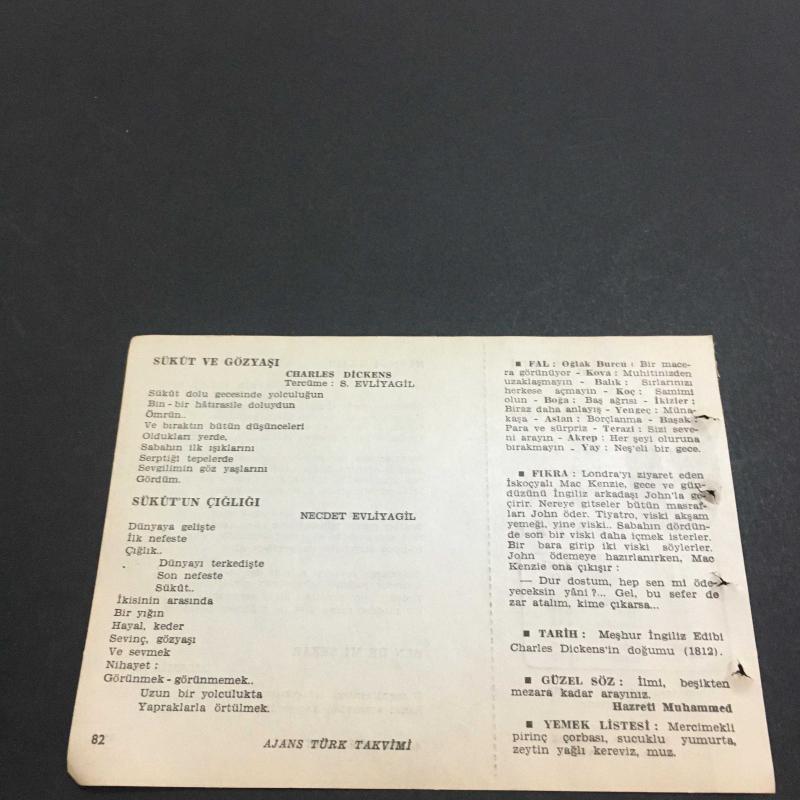 SÜKÛT VE GÖZYAŞI
CHARLES DİCKENS
Tercüme : S. EVLİYAGİL
Sükût dolu gecesinde yolculuğun
Bin - bir hâtırasile doluydun
Ömrün..
Ve bıraktın bütün düşünceleri
Oldukları yerde,
Sabahın ilk ışıklarını
Serptiği tepelerde
Sevgilimin göz yaşlarını
Gördüm.
SÜKÛT'UN ÇIĞLIĞI
NECDET EVLİYAGİL
Dünyaya gelişte
İlk nefeste
Çığlık..
Dünyayı terkedişte
Son nefeste
Sükût..
İkisinin arasında
Bir yığın
Hayal, keder
Sevinç, gözyaşı
Ve sevmek
Nihayet :
Görünmek - görünmemek..
Uzun bir yolculukta
Yapraklarla örtülmek.
82
AJANS TÜRK TAKVİMİ
■ FAL : Oğlak Burcu : Bir mace-
ra görünüyor - Kova : Muhitinizden
uzaklaşmayın - Balık : Sırlarınızı
herkese açmayın - Koç : Samimi
olun - Boğa : Baş ağrısı - İkizler :
Biraz daha anlayış - Yengeç : Müna-
kaşa - Aslan : Borçlanma - Başak :
Para ve sürpriz - Terazi : Sizi seve-
ni arayın - Akrep : Her şeyi oluruna
bırakmayın - Yay : Neş'eli bir gece.
■ FIKRA : Londra'yı ziyaret eden
İskoçyalı Mac Kenzie, gece ve gün-
düzünü İngiliz arkadaşı John'la ge-
çirir. Nereye gitseler bütün masraf-
ları John öder. Tiyatro, viski akşam
yemeği, yine viski.. Sabahın dördün-
de son bir viski daha içmek isterler.
Bir bara girip iki viski söylerler.
John ödemeye hazırlanırken, Mac
Kenzie ona çıkışır :
— Dur dostum, hep sen mi öde-
yeceksin yâni ?... Gel, bu sefer de
zar atalım, kime çıkarsa...
■ TARİH : Meşhur İngiliz Edibi
Charles Dickens'in doğumu (1812).
■ GÜZEL SÖZ : İlmi, beşikten
mezara kadar arayınız.
Hazreti Muhammed
■ YEMEK LİSTESİ : Mercimekli
pirinç çorbası, sucuklu yumurta,
zeytin yağlı kereviz, muz.